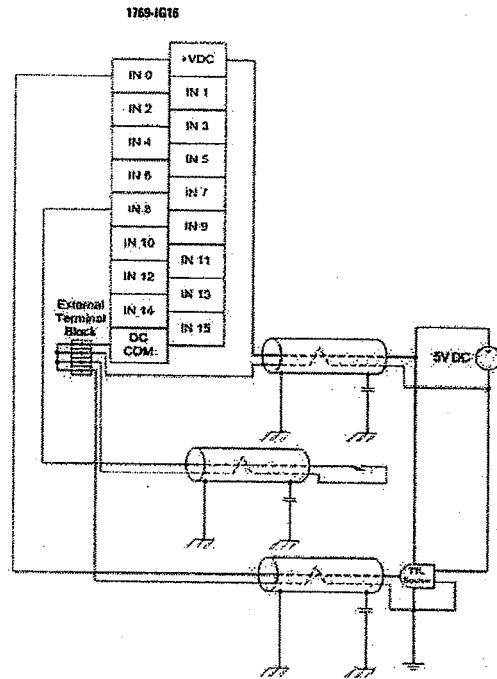 1769-IG16
+VDC
IN 0
IN 1
IN 2
IN 3
IN 4
IN 5
IN 6
IN 7
IN 8
IN 9
IN 10
IN 11
IN 12
IN 13
IN 14
IN 15
DC
COM
External
Terminal
Block
5V DC
TTL
Source